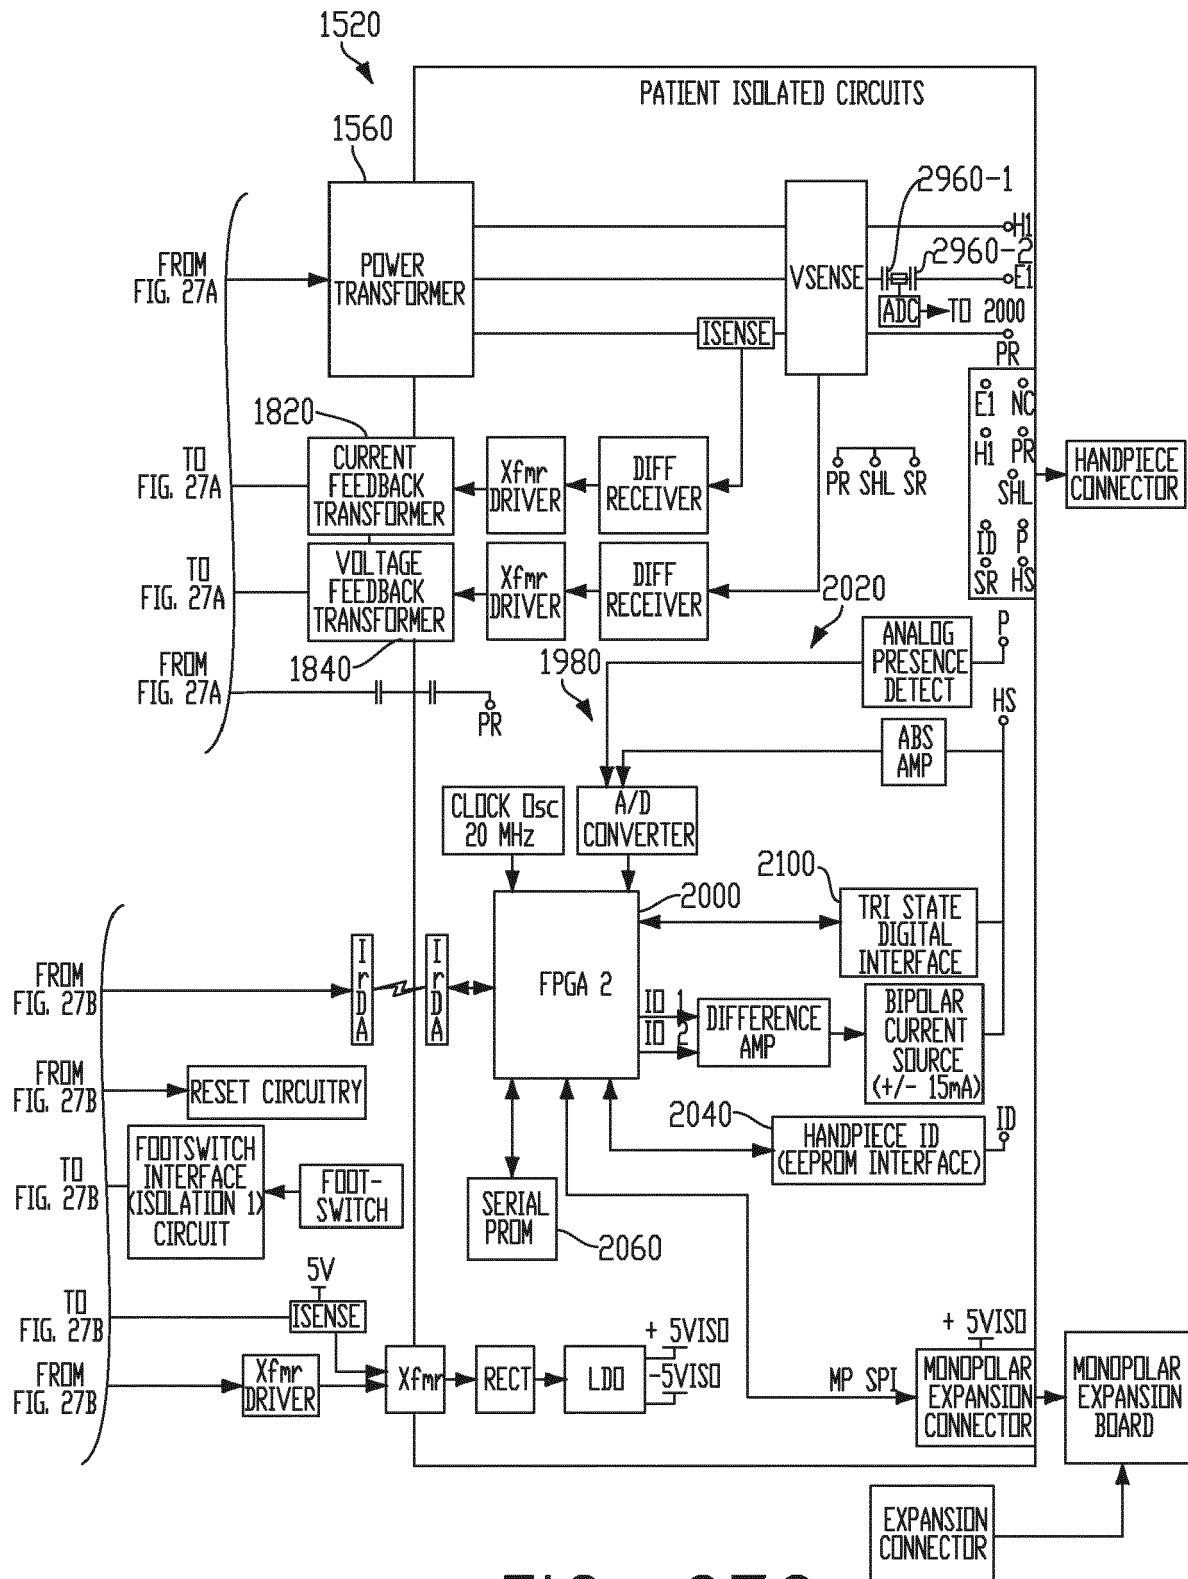 1520
PATIENT ISOLATED CIRCUITS
1560
2960-1
H1
2960-2
FROM
FIG. 27A
POWER
TRANSFORMER
VSENSE
E1
ADC
TO 2000
ISENSE
PR
E1 NC
H1 PR
SHL
ID P
SR HS
HANDPIECE
CONNECTOR
1820
TO
FIG. 27A
CURRENT
FEEDBACK
TRANSFORMER
Xfmr
DRIVER
DIFF
RECEIVER
PR SHL SR
TO
FIG. 27A
VOLTAGE
FEEDBACK
TRANSFORMER
Xfmr
DRIVER
DIFF
RECEIVER
2020
1840
FROM
FIG. 27A
PR
1980
ANALOG
PRESENCE
DETECT
P
HS
ABS
AMP
CLOCK Osc
20 MHz
A/D
CONVERTER
2100
2000
TRI STATE
DIGITAL
INTERFACE
FROM
FIG. 27B
IrDA
IrDA
FPGA 2
IO 1
IO 2
DIFFERENCE
AMP
BIPOLAR
CURRENT
SOURCE
(+/- 15mA)
FROM
FIG. 27B
RESET CIRCUITRY
2040
HANDPIECE ID
(EEPROM INTERFACE)
ID
TO
FIG. 27B
FOOTSWITCH
INTERFACE
(ISOLATION 1)
CIRCUIT
FOOT-
SWITCH
SERIAL
PROM
2060
5V
TO
FIG. 27B
ISENSE
FROM
FIG. 27B
Xfmr
DRIVER
Xfmr
RECT
LDO
+ 5VISO
-5VISO
MP SPI
+ 5VISO
MONOPOLAR
EXPANSION
CONNECTOR
MONOPOLAR
EXPANSION
BOARD
EXPANSION
CONNECTOR